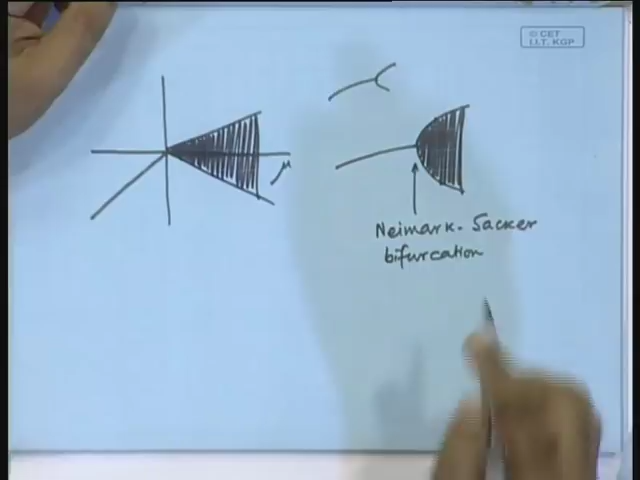 © CET
I.I.T. KGP
μ
Neimark-Sacker
bifurcation